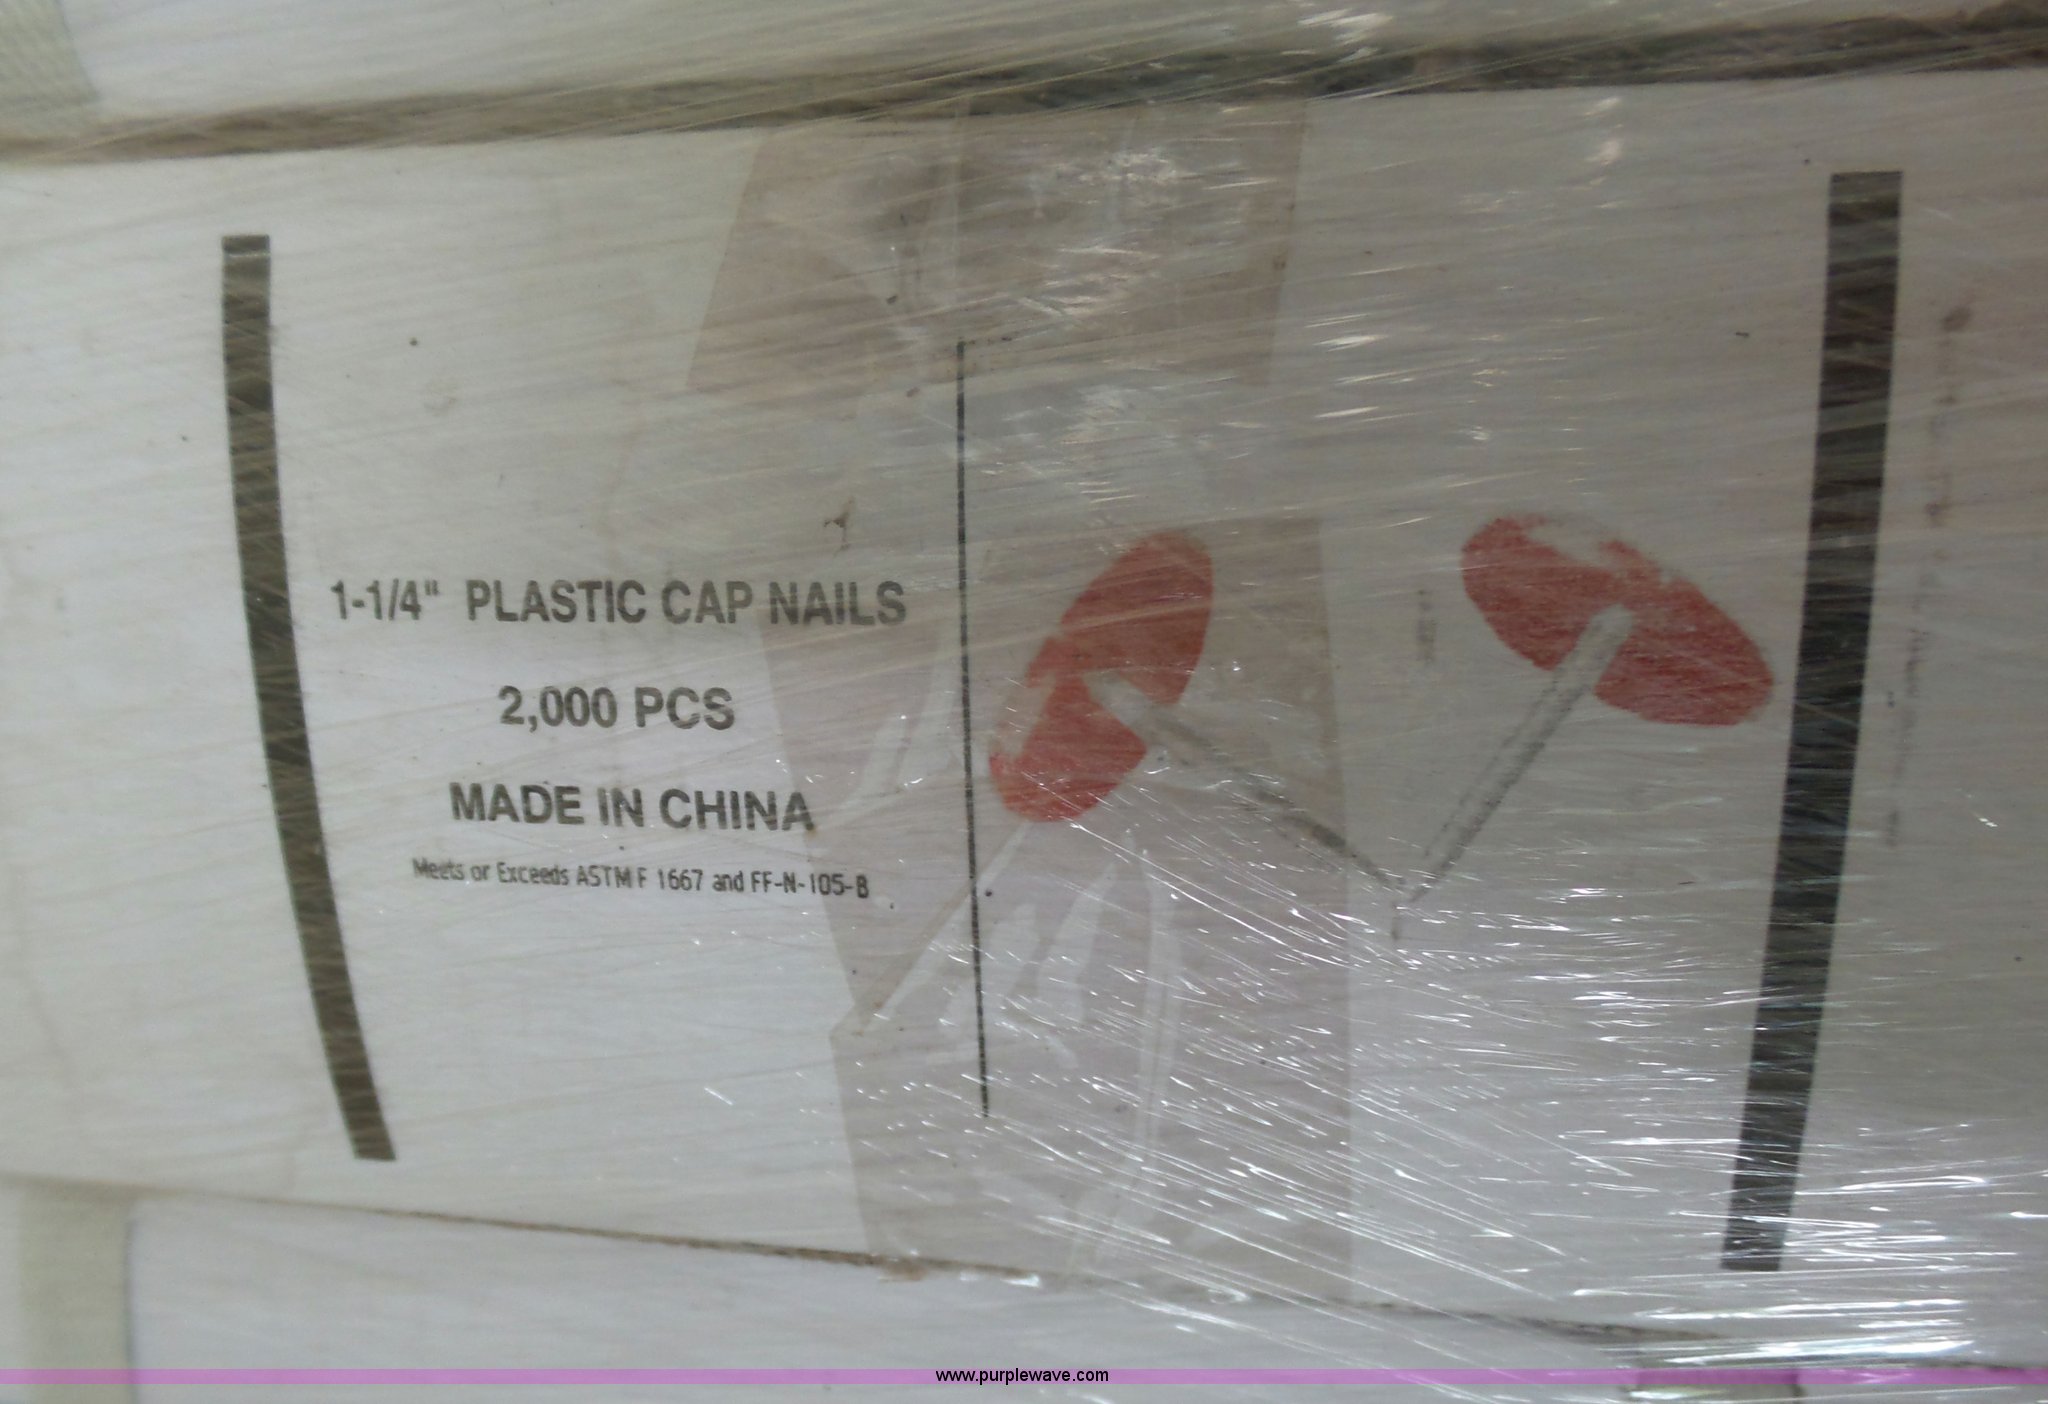 1-1/4" PLASTIC CAP NAILS
2,000 PCS
MADE IN CHINA
Meets or Exceeds ASTM F 1667 and FF-N-105-B
www.purplewave.com